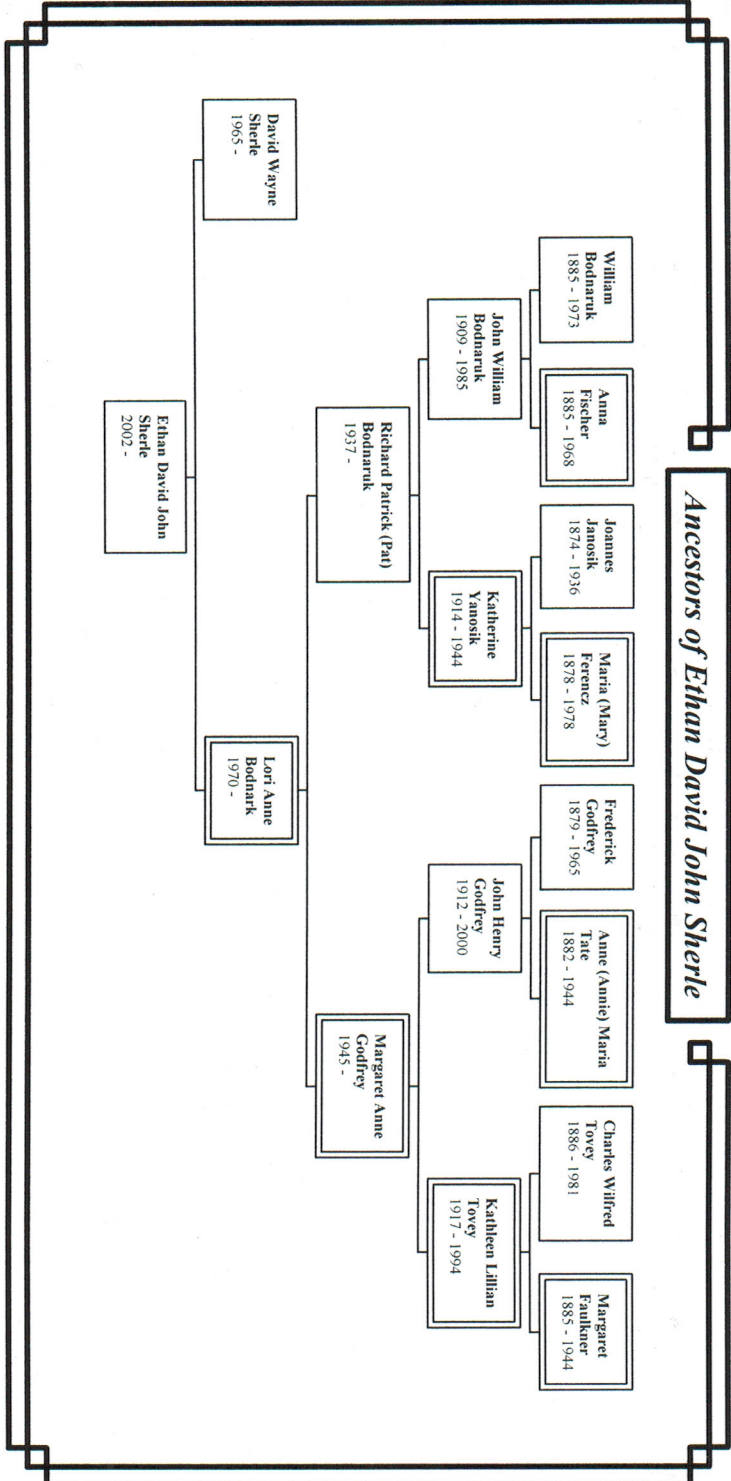 Ancestors of Ethan David John Sherle
William
Bodnaruk
1885 - 1973
Anna
Fischer
1885 - 1968
Joannes
Janosik
1874 - 1936
Maria (Mary)
Ferencz
1878 - 1978
Frederick
Godfrey
1879 - 1965
Anne (Annie) Maria
Tate
1882 - 1944
Charles Wilfred
Tovey
1886 - 1981
Margaret
Faulkner
1885 - 1944
John William
Bodnaruk
1909 - 1985
Katherine
Yanosik
1914 - 1944
John Henry
Godfrey
1912 - 2000
Kathleen Lillian
Tovey
1917 - 1994
Richard Patrick (Pat)
Bodnaruk
1937 -
Margaret Anne
Godfrey
1945 -
David Wayne
Sherle
1965 -
Lori Anne
Bodnark
1970 -
Ethan David John
Sherle
2002 -